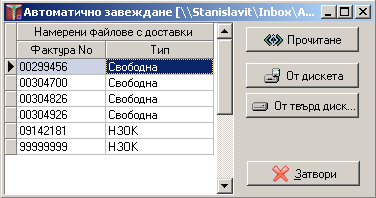 Автоматично завеждане [\\Stanislavit\Inbox\A...
Намерени файлове с доставки
Фактура No Тип
00299456 Свободна
00304700 Свободна
00304826 Свободна
00304926 Свободна
09142181 НЗОК
99999999 НЗОК
Прочитане
От дискета
От твърд диск...
Затвори